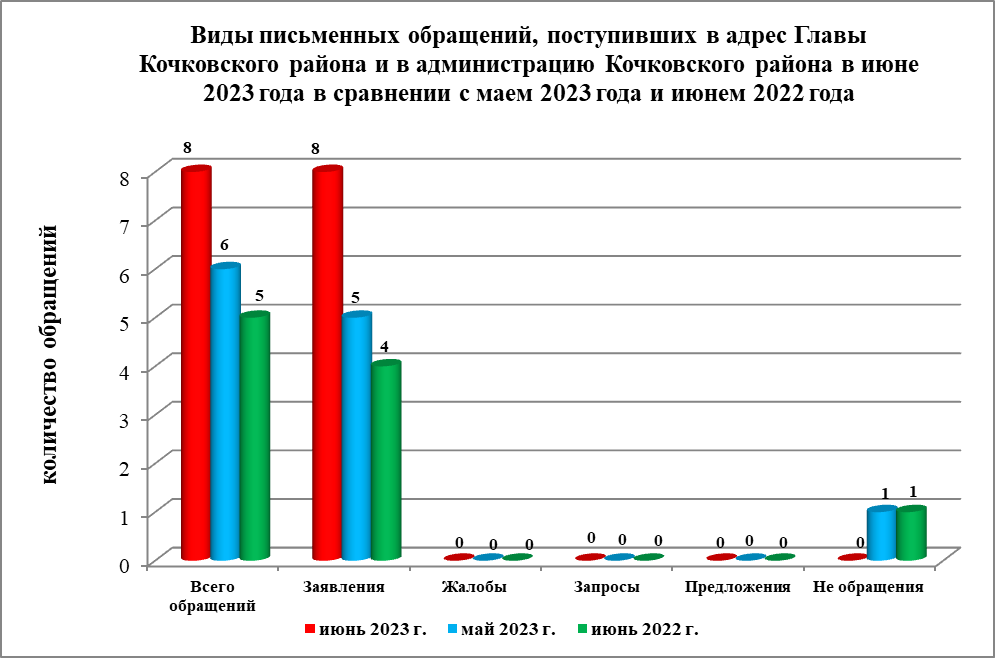 Виды письменных обращений, поступивших в адрес Главы
Кочковского района и в администрацию Кочковского района в июне
2023 года в сравнении с маем 2023 года и июнем 2022 года
количество обращений
8
7
6
5
4
3
2
1
0
8
6
5
8
5
4
0
0
0
0
0
0
0
0
0
0
1
1
Всего
обращений
Заявления
Жалобы
Запросы
Предложения
Не обращения
июнь 2023 г.
май 2023 г.
июнь 2022 г.